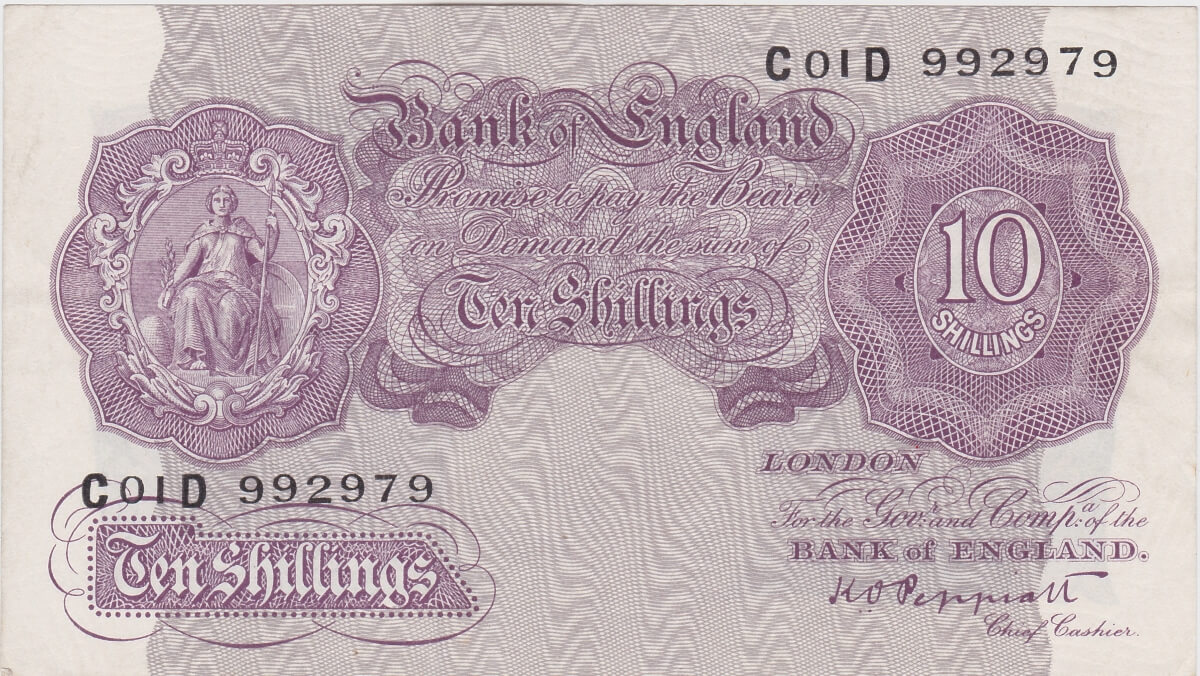 C01D 992979
Bank of England
Promise to pay the Bearer
on Demand the sum of
Ten Shillings
10
SHILLINGS
C01D 992979
Ten Shillings
LONDON
For the Govr. and Compa. of the
BANK of ENGLAND.
K O Peppiatt
Chief Cashier.